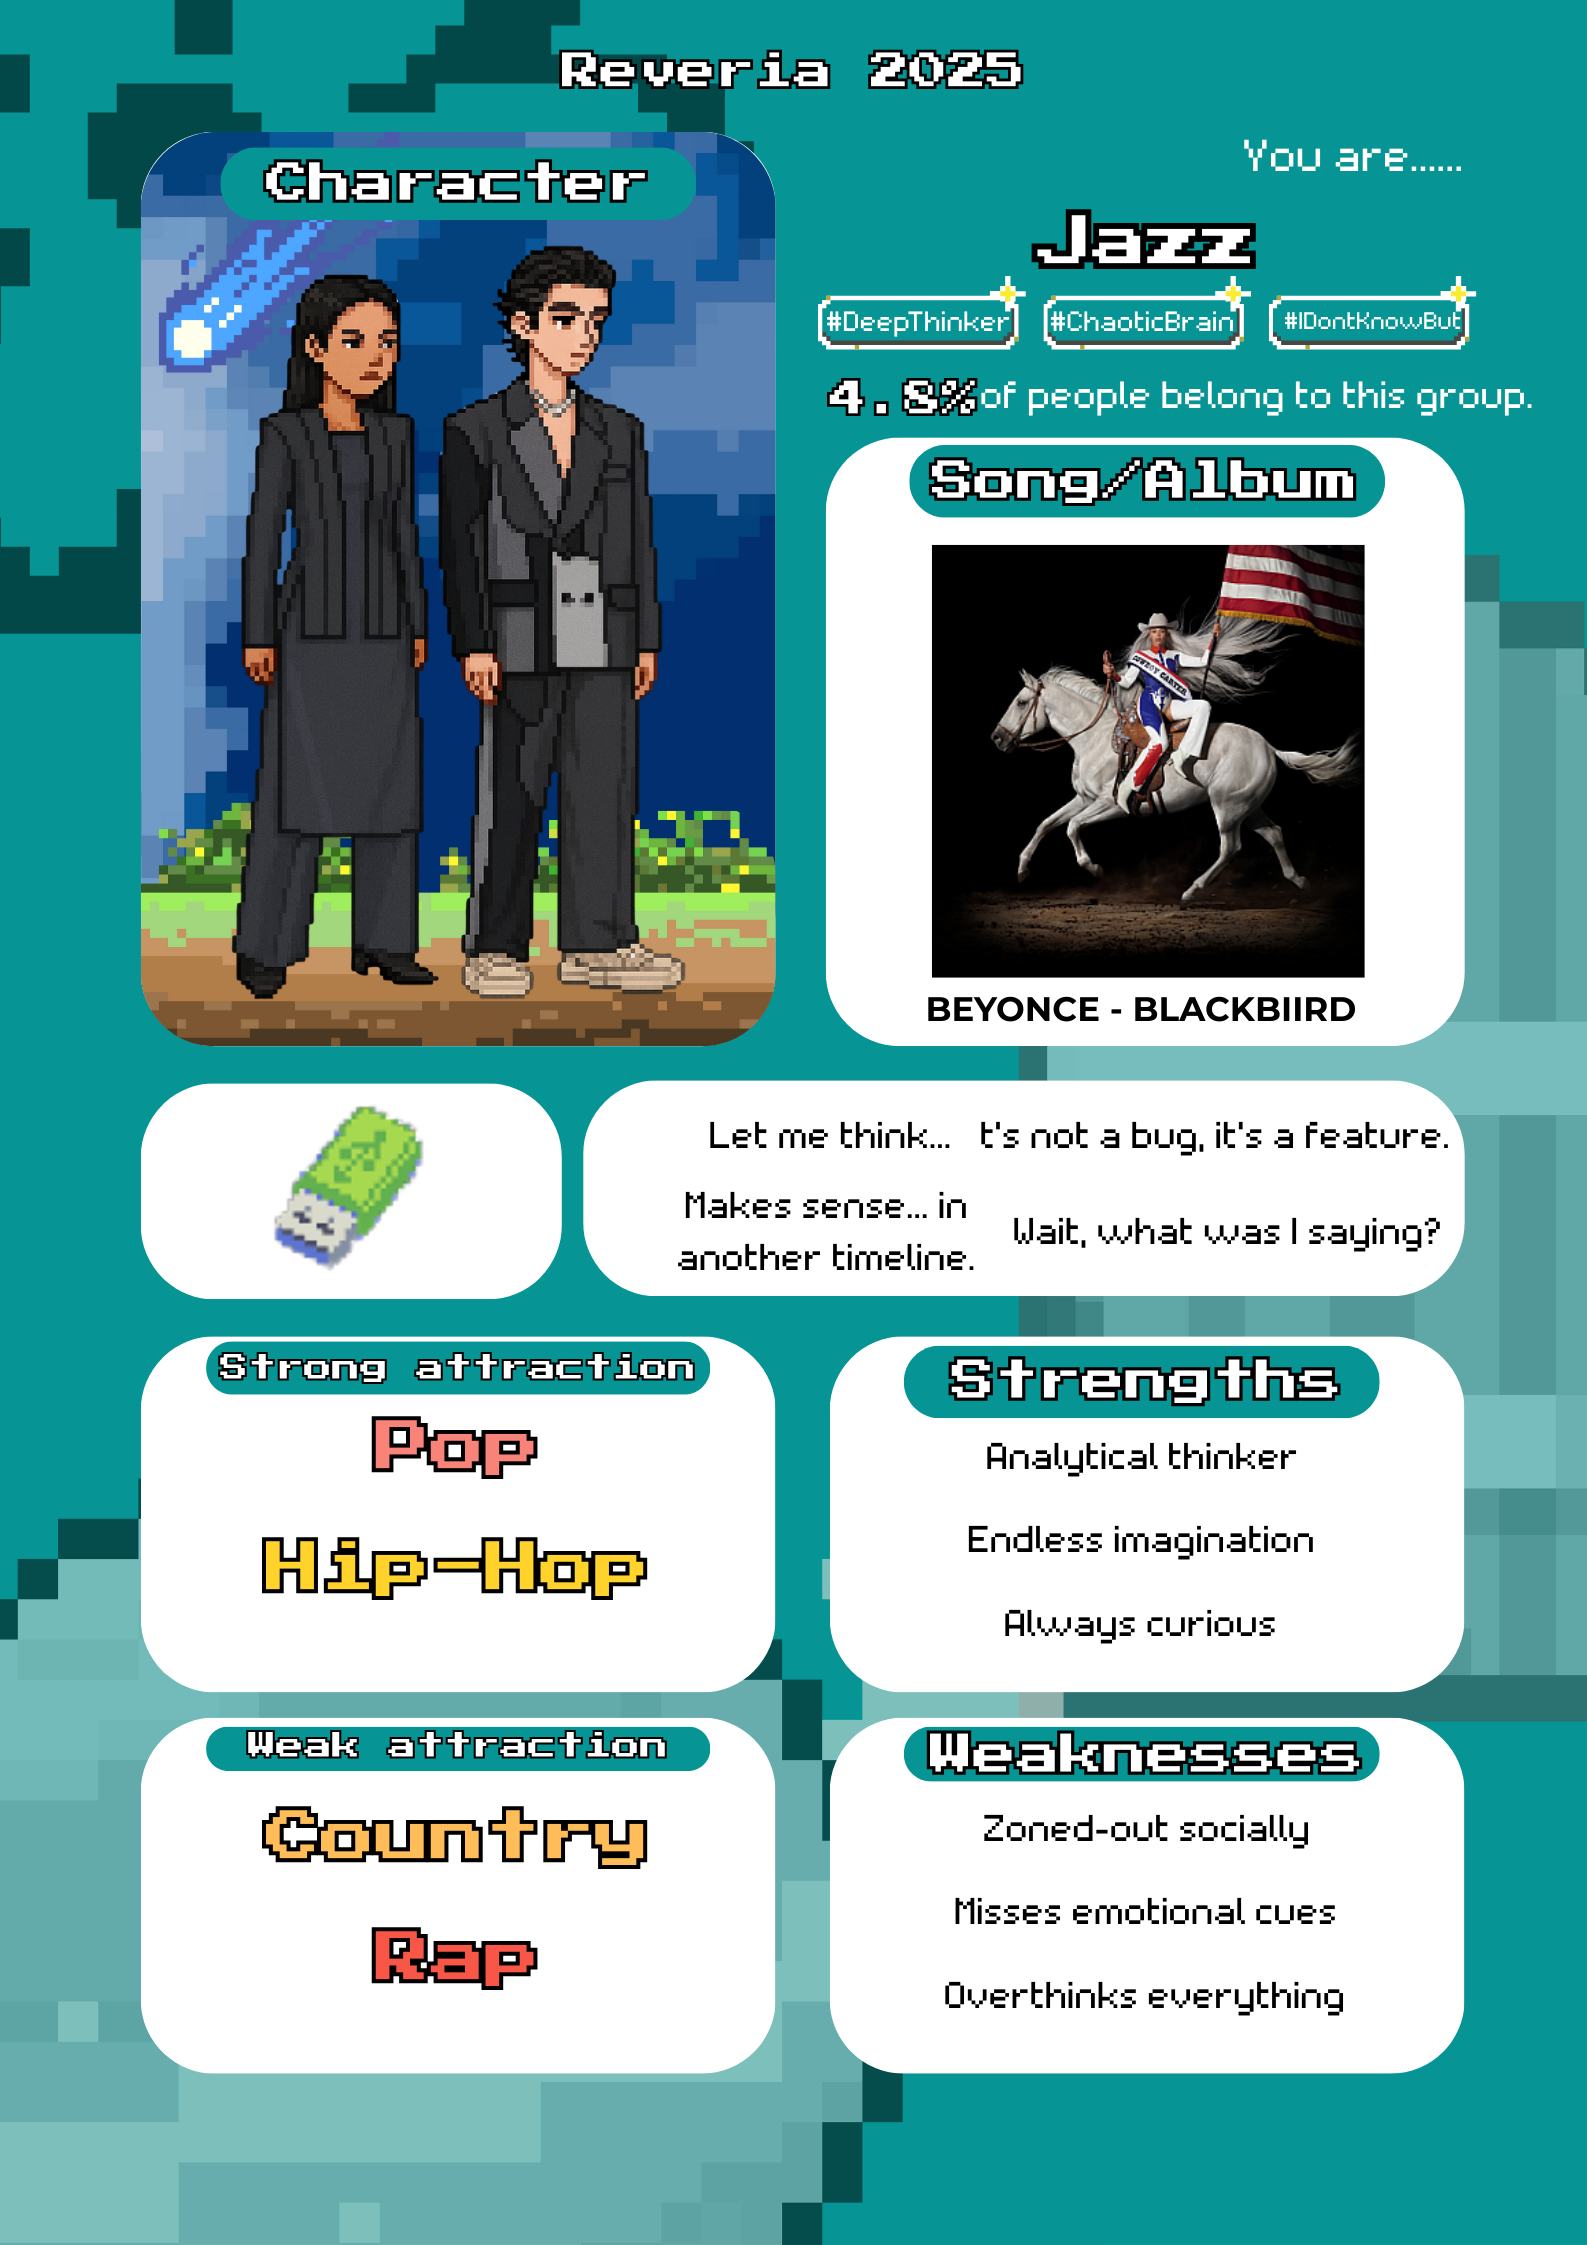 Reveria 2025
Character
You are......
Jazz
#DeepThinker
#ChaoticBrain
#IDontKnowBut
4.8% of people belong to this group.
Song/Album
COWBOY CARTER
BEYONCE - BLACKBIIRD
Let me think...
t's not a bug, it's a feature.
Makes sense... in
another timeline.
Wait, what was I saying?
Strong attraction
Pop
Hip-Hop
Strengths
Analytical thinker
Endless imagination
Always curious
Weak attraction
Country
Rap
Weaknesses
Zoned-out socially
Misses emotional cues
Overthinks everything